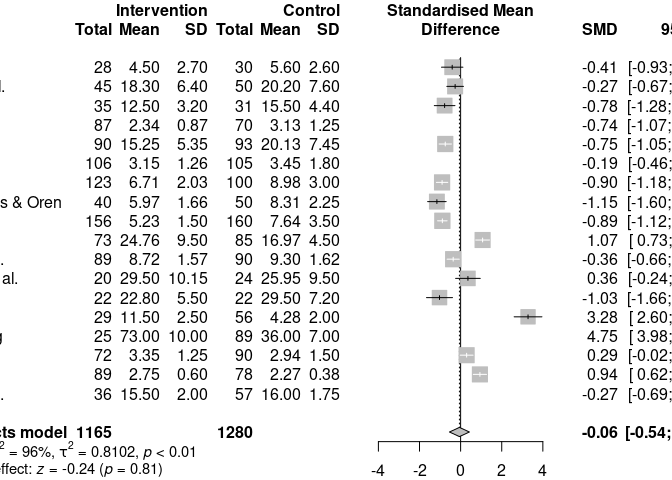 Intervention Control Standardised Mean
Total Mean SD Total Mean SD Difference SMD 95
28 4.50 2.70 30 5.60 2.60 -0.41 [-0.93;
l. 45 18.30 6.40 50 20.20 7.60 -0.27 [-0.67;
35 12.50 3.20 31 15.50 4.40 -0.78 [-1.28;
87 2.34 0.87 70 3.13 1.25 -0.74 [-1.07;
90 15.25 5.35 93 20.13 7.45 -0.75 [-1.05;
106 3.15 1.26 105 3.45 1.80 -0.19 [-0.46;
123 6.71 2.03 100 8.98 3.00 -0.90 [-1.18;
s & Oren 40 5.97 1.66 50 8.31 2.25 -1.15 [-1.60;
156 5.23 1.50 160 7.64 3.50 -0.89 [-1.12;
73 24.76 9.50 85 16.97 4.50 1.07 [ 0.73;
. 89 8.72 1.57 90 9.30 1.62 -0.36 [-0.66;
al. 20 29.50 10.15 24 25.95 9.50 0.36 [-0.24;
22 22.80 5.50 22 29.50 7.20 -1.03 [-1.66;
29 11.50 2.50 56 4.28 2.00 3.28 [ 2.60;
g 25 73.00 10.00 89 36.00 7.00 4.75 [ 3.98;
72 3.35 1.25 90 2.94 1.50 0.29 [-0.02;
89 2.75 0.60 78 2.27 0.38 0.94 [ 0.62;
. 36 15.50 2.00 57 16.00 1.75 -0.27 [-0.69;
cts model 1165 1280 -0.06 [-0.54;
² = 96%, τ² = 0.8102, p < 0.01
effect: z = -0.24 (p = 0.81)
-4 -2 0 2 4